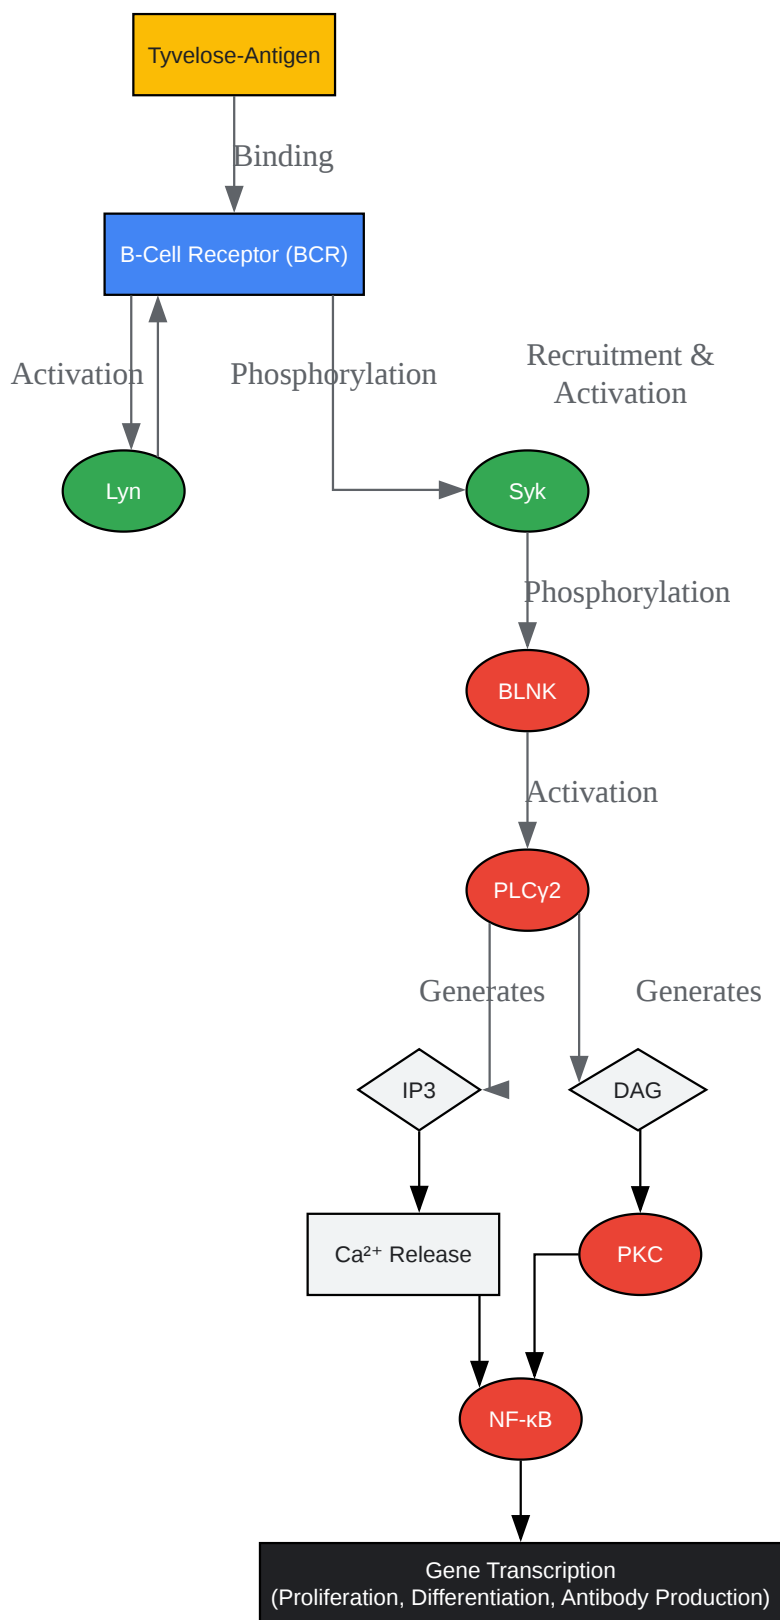 Tyvelose-Antigen
Binding
B-Cell Receptor (BCR)
Activation
Phosphorylation
Recruitment &
Activation
Lyn
Syk
Phosphorylation
BLNK
Activation
PLCγ2
Generates
Generates
IP3
DAG
Ca²⁺ Release
PKC
NF-κB
Gene Transcription
(Proliferation, Differentiation, Antibody Production)